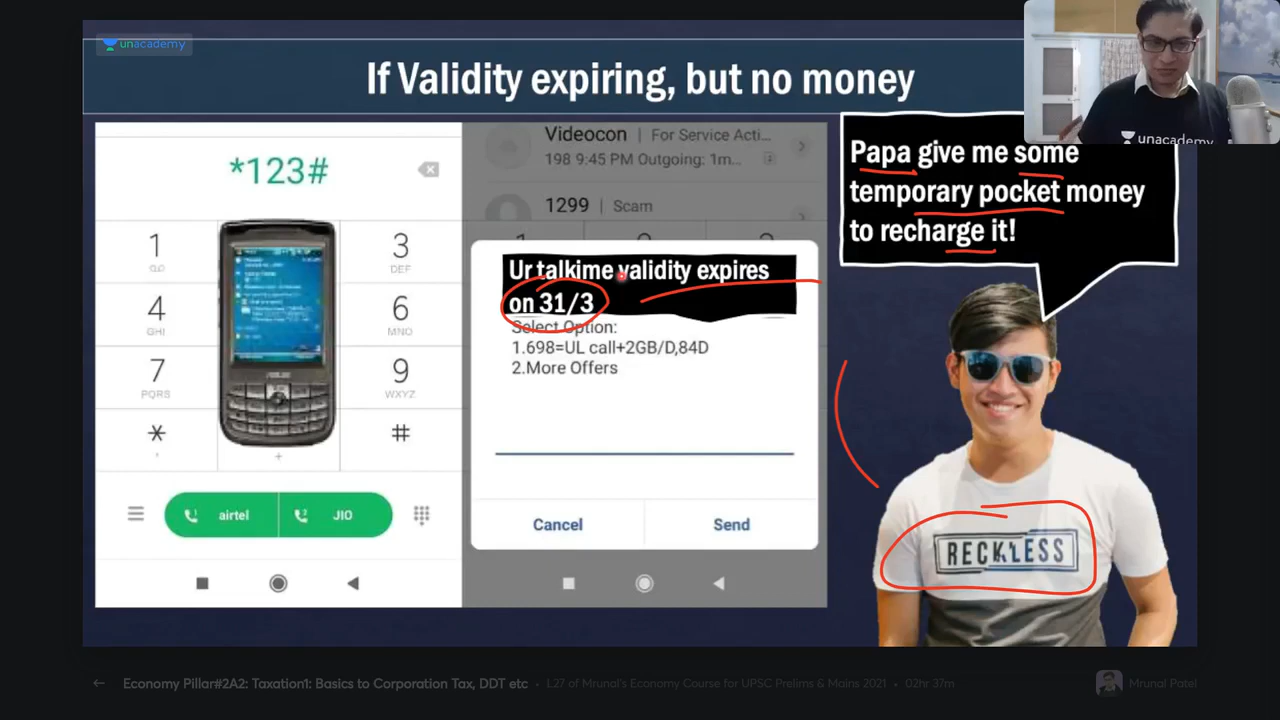 unacademy
If Validity expiring, but no money
unacademy
*123#
1
3
DEF
4
GHI
6
MNO
7
PQRS
9
WXYZ
*
#
,
+
airtel
JIO
Videocon | For Service Acti...
198 9:45 PM Outgoing: 1m...
1299 | Scam
Ur talkime validity expires
on 31/3
Select Option:
1.698=UL call+2GB/D,84D
2.More Offers
Cancel
Send
Papa give me some
temporary pocket money
to recharge it!
RECKLESS
Economy Pillar#2A2: Taxation1: Basics to Corporation Tax, DDT etc • L27 of Mrunal's Economy Course for UPSC Prelims & Mains 2021 • 02hr 37m
Mrunal Patel